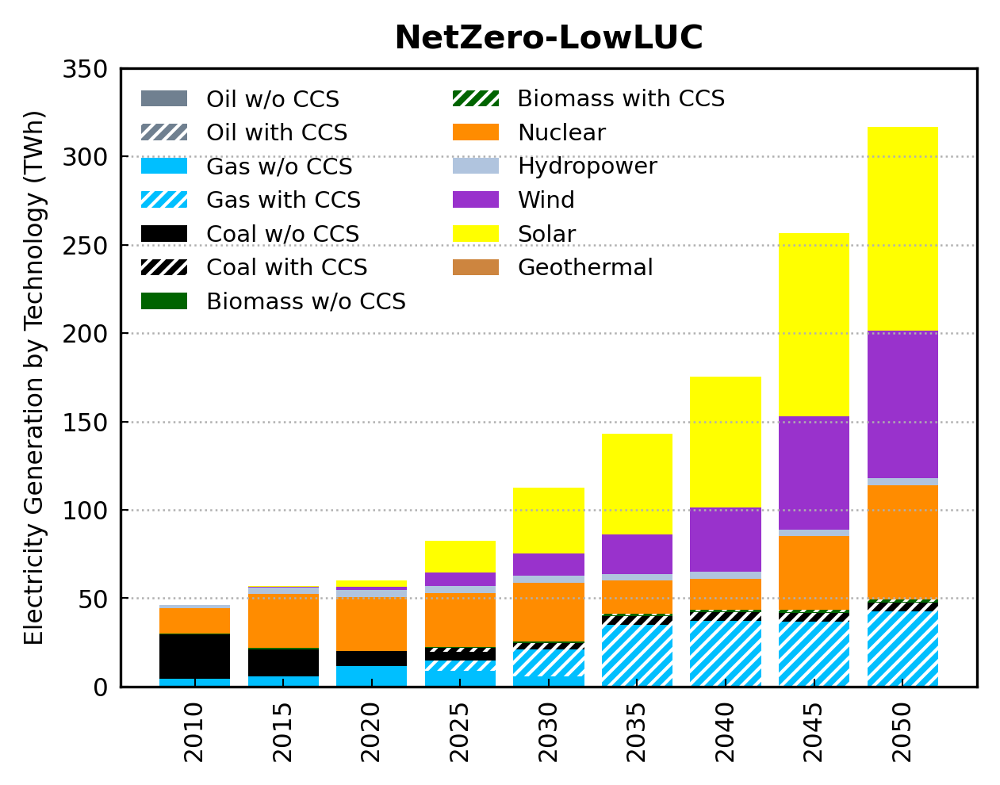 NetZero-LowLUC
Electricity Generation by Technology (TWh)
350
300
250
200
150
100
50
0
Oil w/o CCS
Oil with CCS
Gas w/o CCS
Gas with CCS
Coal w/o CCS
Coal with CCS
Biomass w/o CCS
Biomass with CCS
Nuclear
Hydropower
Wind
Solar
Geothermal
2010
2015
2020
2025
2030
2035
2040
2045
2050